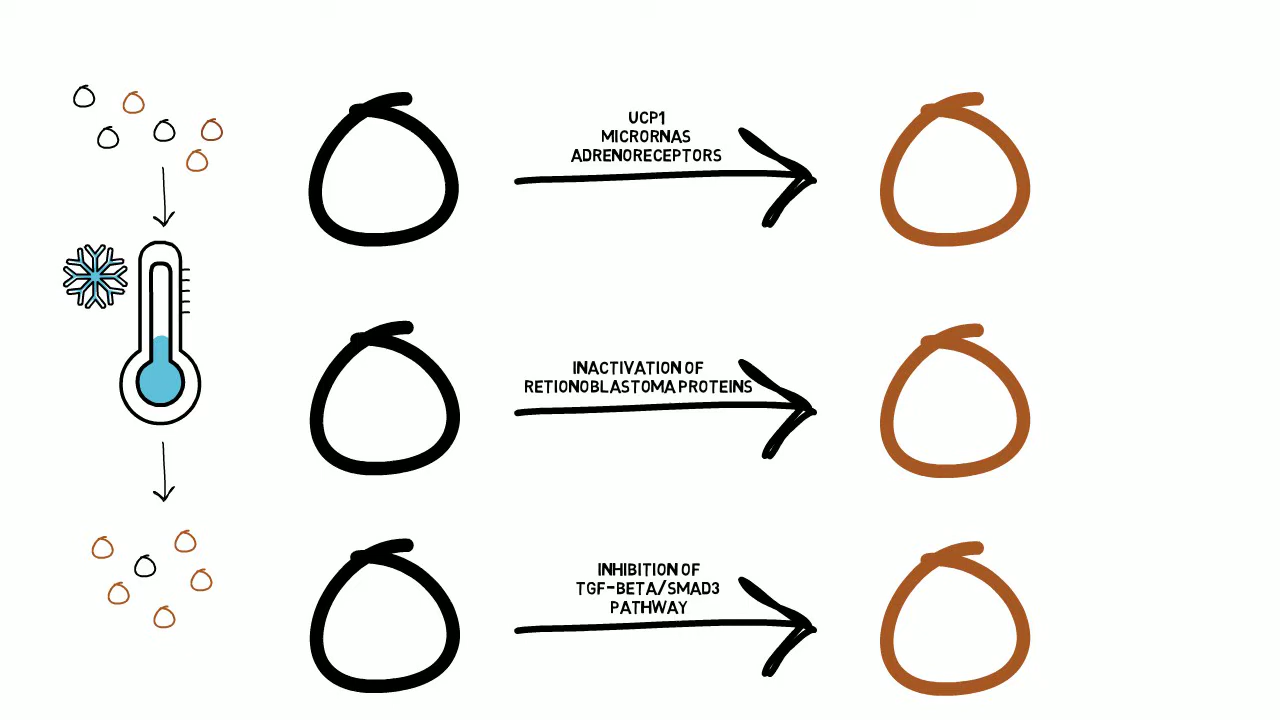 UCP1
MICRORNAS
ADRENORECEPTORS
INACTIVATION OF
RETIONOBLASTOMA PROTEINS
INHIBITION OF
TGF-BETA/SMAD3
PATHWAY